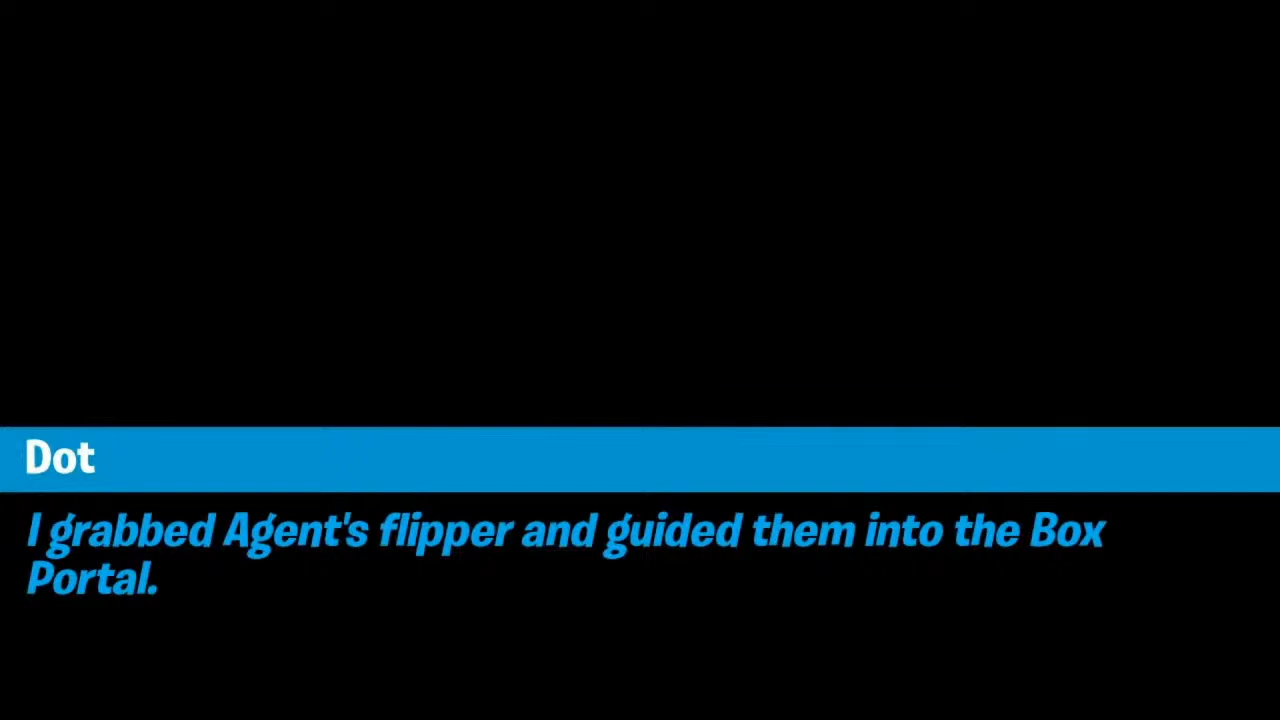 Dot
I grabbed Agent's flipper and guided them into the Box
Portal.